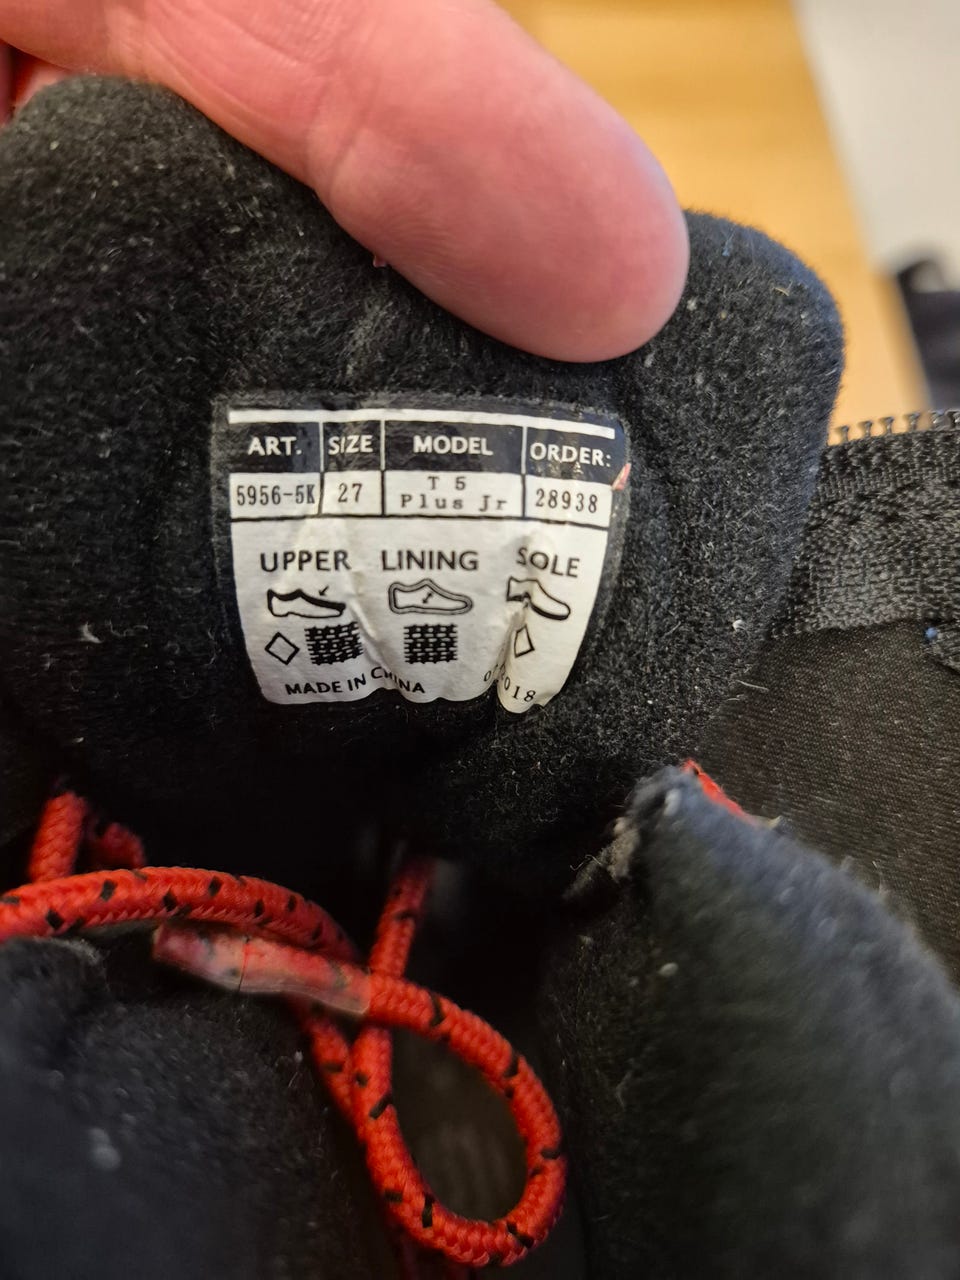 ART. SIZE MODEL ORDER:
5956-5K 27 T 5 Plus Jr 28938
UPPER LINING SOLE
MADE IN CHINA